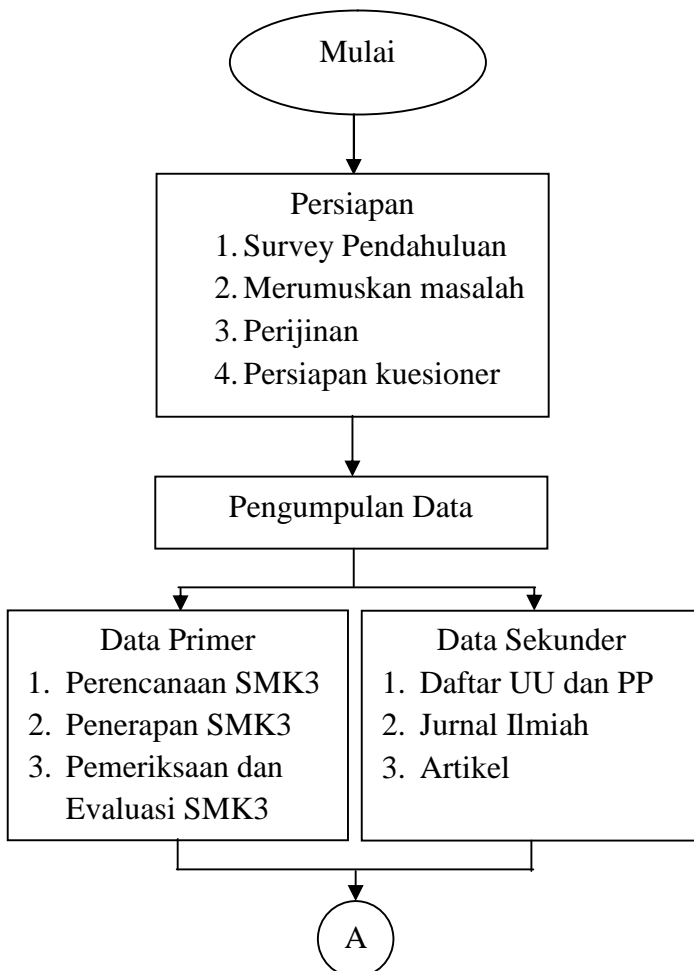 Mulai
Persiapan
1. Survey Pendahuluan
2. Merumuskan masalah
3. Perijinan
4. Persiapan kuesioner
Pengumpulan Data
Data Primer
1. Perencanaan SMK3
2. Penerapan SMK3
3. Pemeriksaan dan
Evaluasi SMK3
Data Sekunder
1. Daftar UU dan PP
2. Jurnal Ilmiah
3. Artikel
A